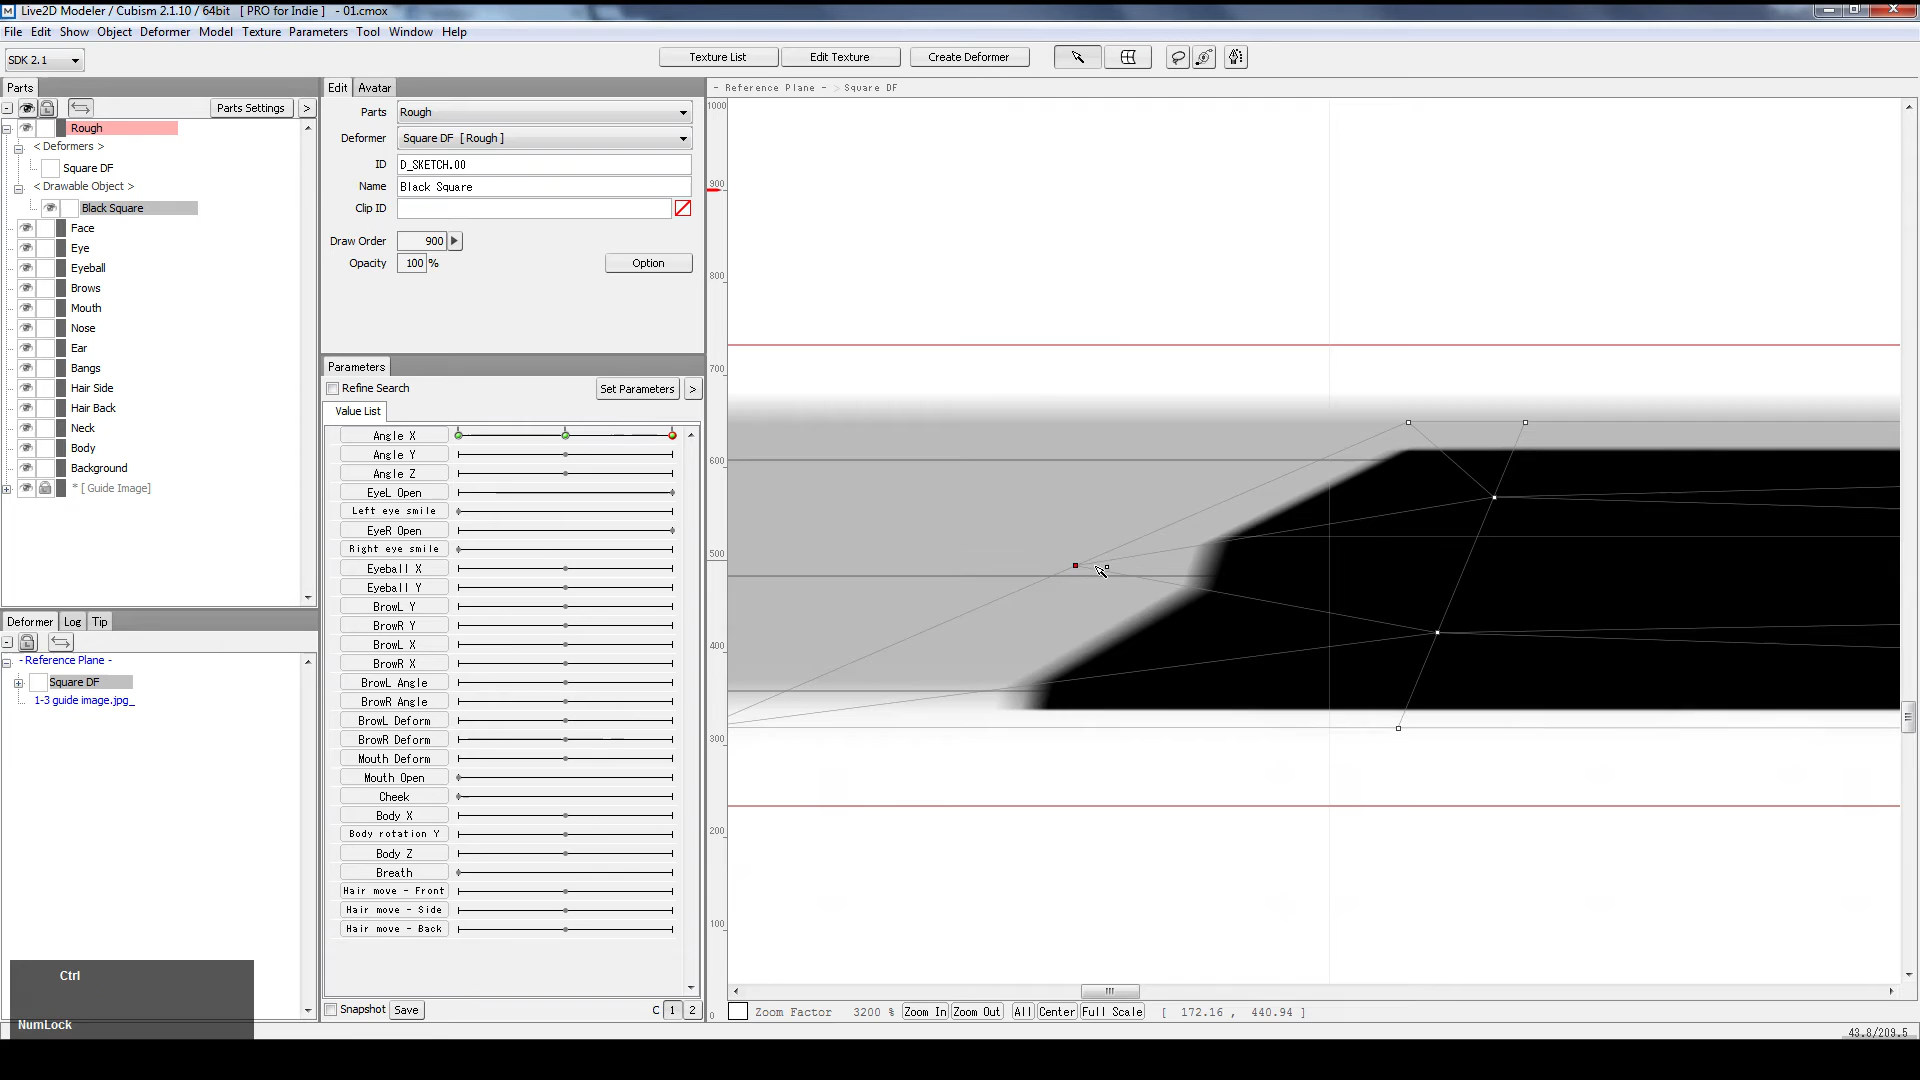 Live2D Modeler / Cubism 2.1.10 / 64bit   [ PRO for Indie ]  - 01.cmox
File Edit Show Object Deformer Model Texture Parameters Tool Window Help
SDK 2.1
Texture List
Edit Texture
Create Deformer
Parts
Parts Settings
>
Rough
< Deformers >
Square DF
< Drawable Object >
Black Square
Face
Eye
Eyeball
Brows
Mouth
Nose
Ear
Bangs
Hair Side
Hair Back
Neck
Body
Background
* [ Guide Image]
Deformer Log Tip
- Reference Plane -
Square DF
1-3 guide image.jpg_
Ctrl
NumLock
Edit Avatar
Parts Rough
Deformer Square DF [ Rough ]
ID D_SKETCH.00
Name Black Square
Clip ID
Draw Order 900
Opacity 100 %
Option
Parameters
Refine Search
Set Parameters
>
Value List
Angle X
Angle Y
Angle Z
EyeL Open
Left eye smile
EyeR Open
Right eye smile
Eyeball X
Eyeball Y
BrowL Y
BrowR Y
BrowL X
BrowR X
BrowL Angle
BrowR Angle
BrowL Deform
BrowR Deform
Mouth Deform
Mouth Open
Cheek
Body X
Body rotation Y
Body Z
Breath
Hair move - Front
Hair move - Side
Hair move - Back
Snapshot
Save
C 1 2
- Reference Plane - > Square DF
1000
900
800
700
600
500
400
300
200
100
0
Zoom Factor 3200 % Zoom In Zoom Out All Center Full Scale [ 172.16 , 440.94 ]
43.8/209.5